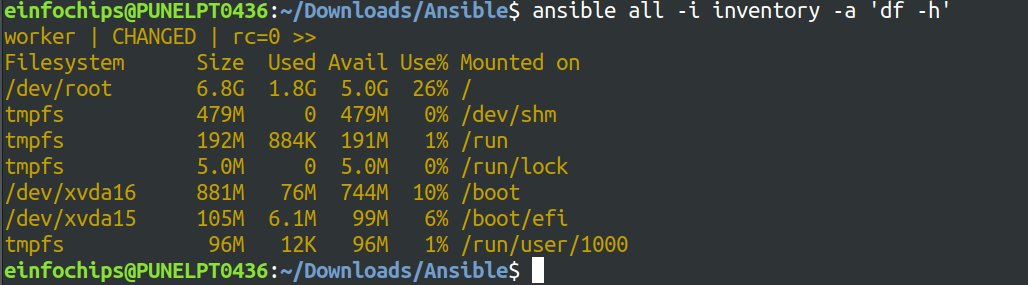 einfochips@PUNELPT0436:~/Downloads/Ansible$ ansible all -i inventory -a 'df -h'
worker | CHANGED | rc=0 >>
Filesystem      Size  Used Avail Use% Mounted on
/dev/root       6.8G  1.8G  5.0G  26% /
tmpfs           479M     0  479M   0% /dev/shm
tmpfs           192M  884K  191M   1% /run
tmpfs           5.0M     0  5.0M   0% /run/lock
/dev/xvda16     881M   76M  744M  10% /boot
/dev/xvda15     105M  6.1M   99M   6% /boot/efi
tmpfs            96M   12K   96M   1% /run/user/1000
einfochips@PUNELPT0436:~/Downloads/Ansible$